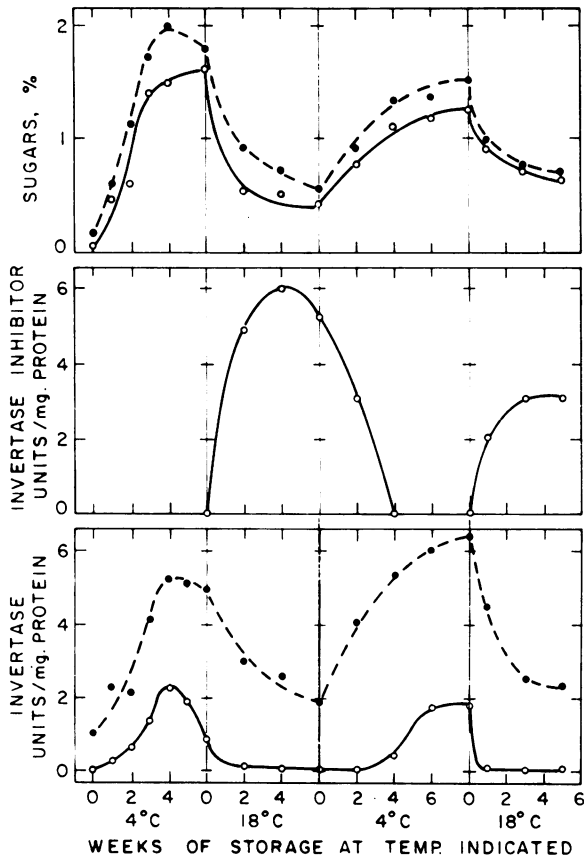 2
1
0
SUGARS, %
6
4
2
0
INVERTASE INHIBITOR
UNITS/mg. PROTEIN
6
4
2
0
INVERTASE
UNITS/mg. PROTEIN
0 2 4 0 2 4 0 2 4 6 0 2 4 6
4°C 18°C 4°C 18°C
WEEKS OF STORAGE AT TEMP. INDICATED